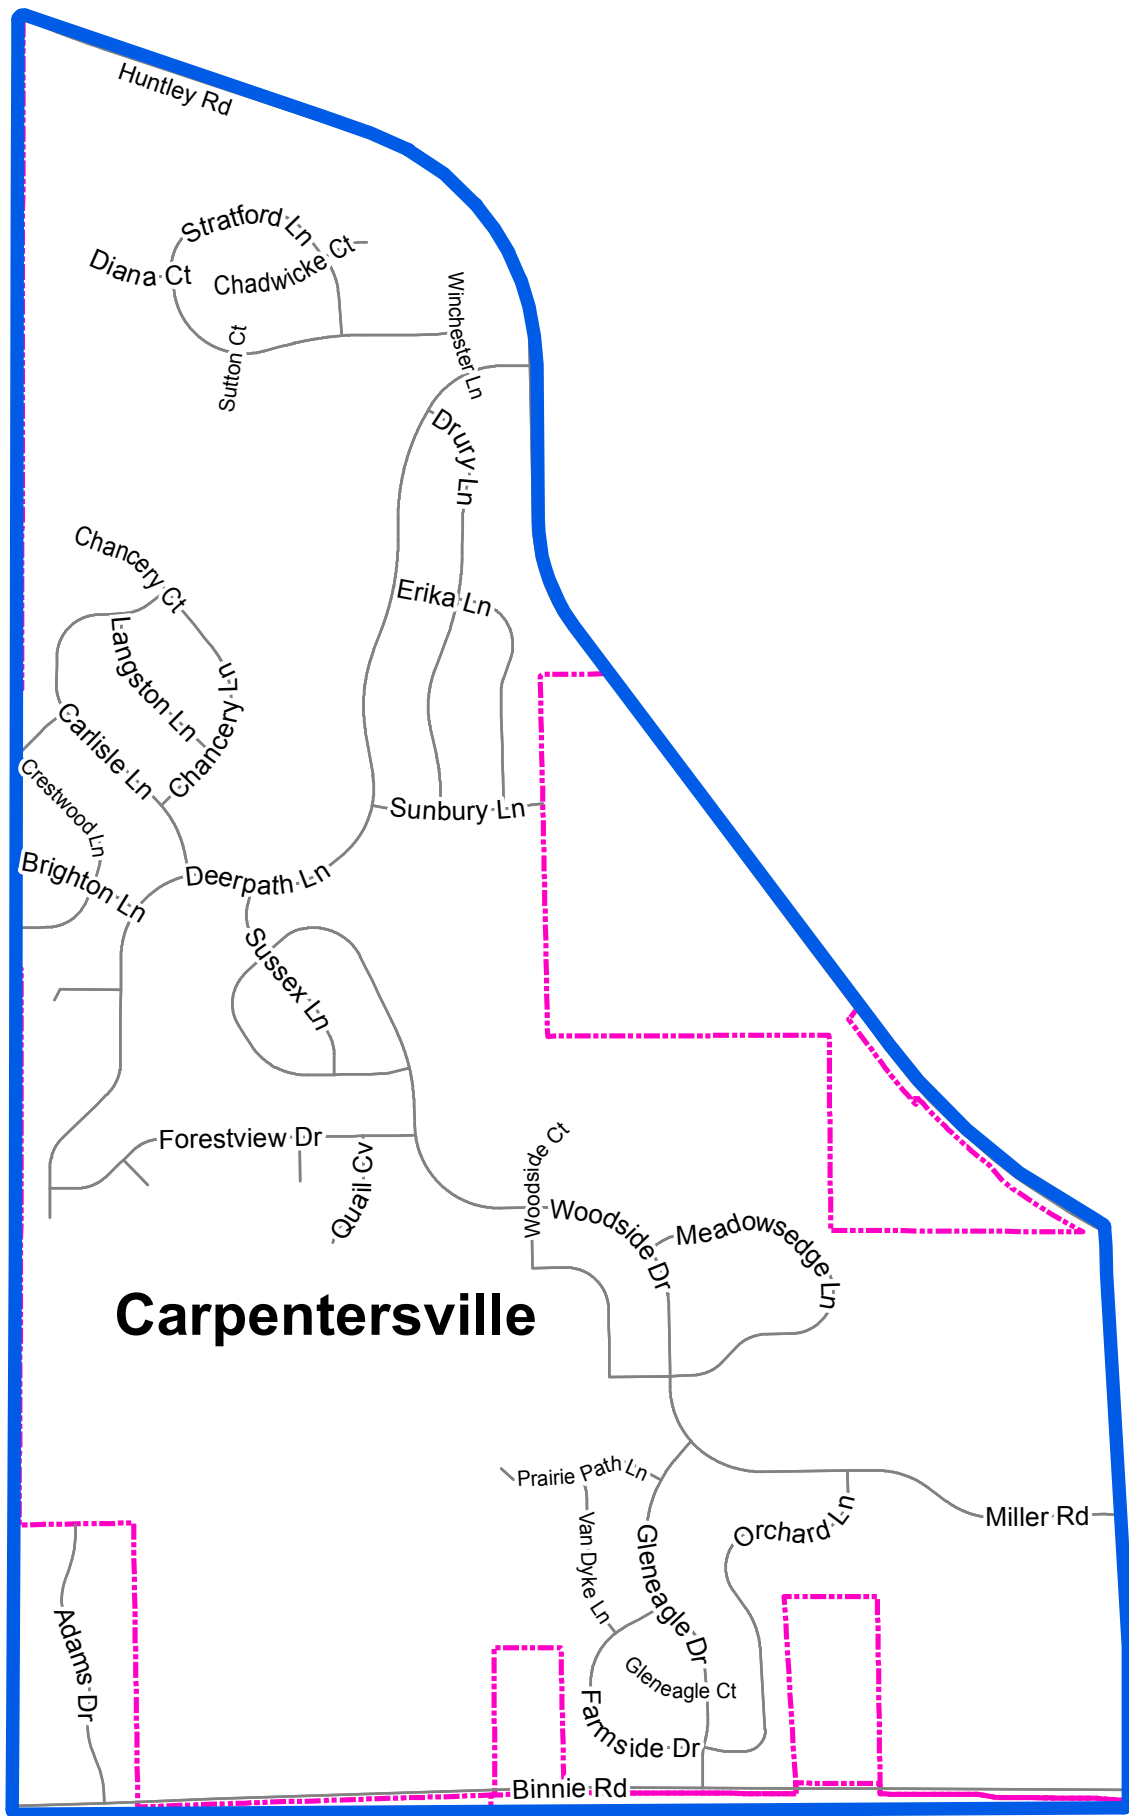 Huntley Rd
Stratford Ln
Diana Ct
Chadwicke Ct
Sutton Ct
Winchester Ln
Drury Ln
Chancery Ct
Erika Ln
Langston Ln
Chancery Ln
Carlisle Ln
Crestwood Ln
Sunbury Ln
Brighton Ln
Deerpath Ln
Sussex Ln
Forestview Dr
Quail Cv
Woodside Ct
Woodside Dr
Meadowsedge Ln
Carpentersville
Prairie Path Ln
Van Dyke Ln
Gleneagle Dr
Orchard Ln
Miller Rd
Adams Dr
Gleneagle Ct
Farmside Dr
Binnie Rd